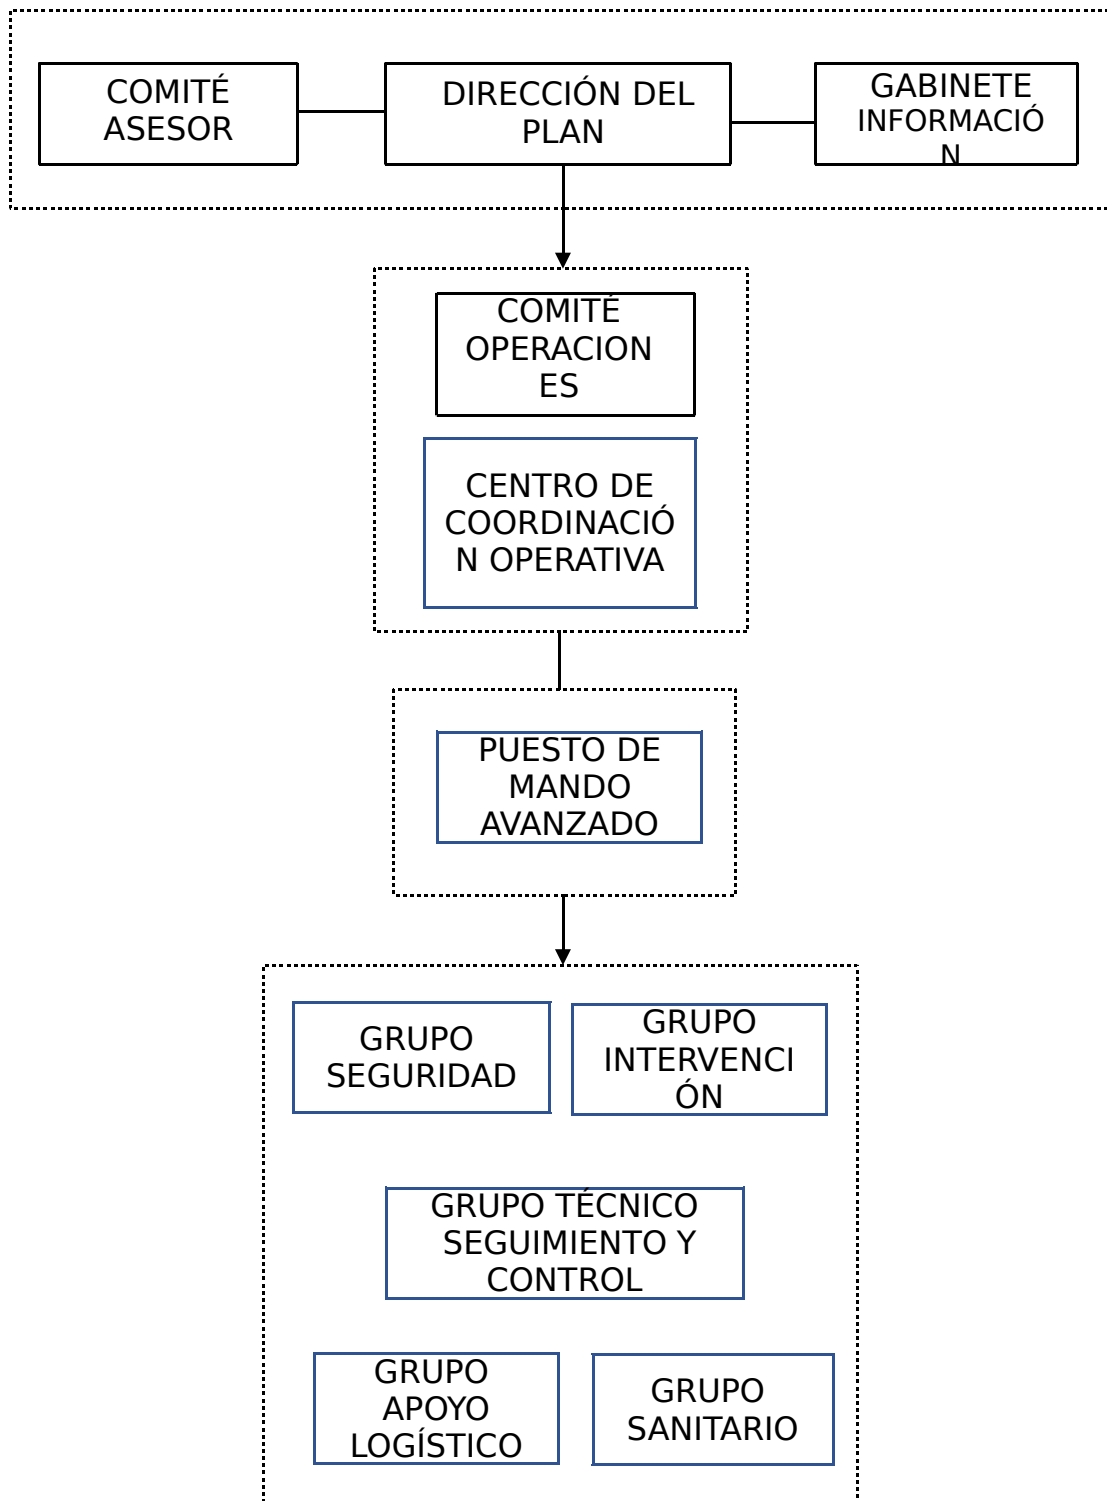 COMITÉ
ASESOR
DIRECCIÓN DEL
PLAN
GABINETE
INFORMACIÓ
N
COMITÉ
OPERACION
ES
CENTRO DE
COORDINACIÓ
N OPERATIVA
PUESTO DE
MANDO
AVANZADO
GRUPO
SEGURIDAD
GRUPO
INTERVENCI
ÓN
GRUPO TÉCNICO
SEGUIMIENTO Y
CONTROL
GRUPO
APOYO
LOGÍSTICO
GRUPO
SANITARIO